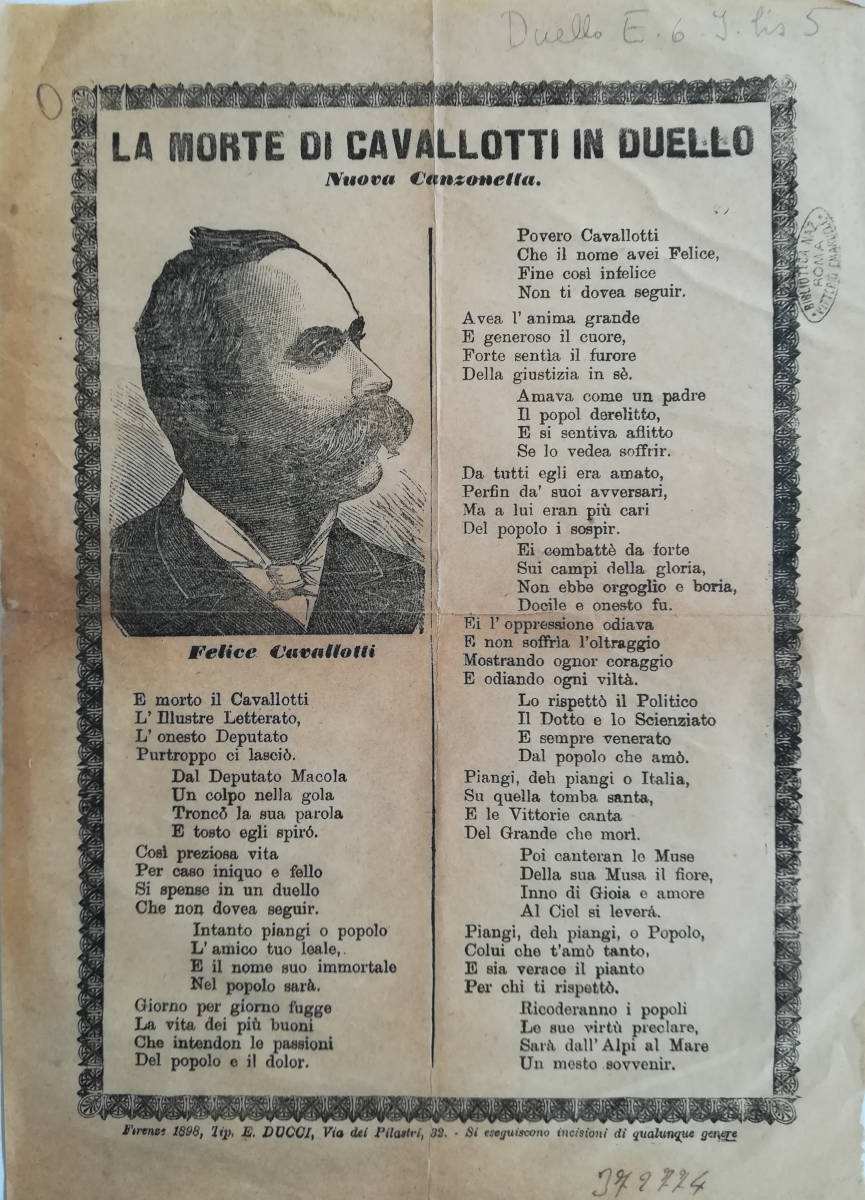 Duello E. 6. I. bis 5
LA MORTE DI CAVALLOTTI IN DUELLO
Nuova Canzonetta.
Felice Cavallotti
E morto il Cavallotti
L' Illustre Letterato,
L' onesto Deputato
Purtroppo ci lasciò.
Dal Deputato Macola
Un colpo nella gola
Troncò la sua parola
E tosto egli spiró.
Così preziosa vita
Per caso iniquo e fello
Si spense in un duello
Che non dovea seguir.
Intanto piangi o popolo
L' amico tuo leale,
E il nome suo immortale
Nel popolo sarà.
Giorno per giorno fugge
La vita dei più buoni
Che intendon le passioni
Del popolo e il dolor.
Povero Cavallotti
Che il nome avei Felice,
Fine così infelice
Non ti dovea seguir.
Avea l' anima grande
E generoso il cuore,
Forte sentìa il furore
Della giustizia in sè.
Amava come un padre
Il popol derelitto,
E si sentiva aflitto
Se lo vedea soffrir.
Da tutti egli era amato,
Perfin da' suoi avversari,
Ma a lui eran più cari
Del popolo i sospir.
Ei combattè da forte
Sui campi della gloria,
Non ebbe orgoglio e boria,
Docile e onesto fu.
Ei l' oppressione odiava
E non soffrìa l'oltraggio
Mostrando ognor coraggio
E odiando ogni viltà.
Lo rispettò il Politico
Il Dotto e lo Scienziato
E sempre venerato
Dal popolo che amò.
Piangi, deh piangi o Italia,
Su quella tomba santa,
E le Vittorie canta
Del Grande che morì.
Poi canteran le Muse
Della sua Musa il fiore,
Inno di Gioia e amore
Al Ciel si leverá.
Piangi, deh piangi, o Popolo,
Colui che t'amò tanto,
E sia verace il pianto
Per chi ti rispettò.
Ricoderanno i popoli
Le sue virtù preclare,
Sarà dall' Alpi al Mare
Un mesto sovvenir.
BIBLIOTECA NAZ.
ROMA
VITTORIO EMANUELE
Firenze 1898, Tip. E. DUCCI, Via dei Pilastri, 32. - Si eseguiscono incisioni di qualunque genere
372774